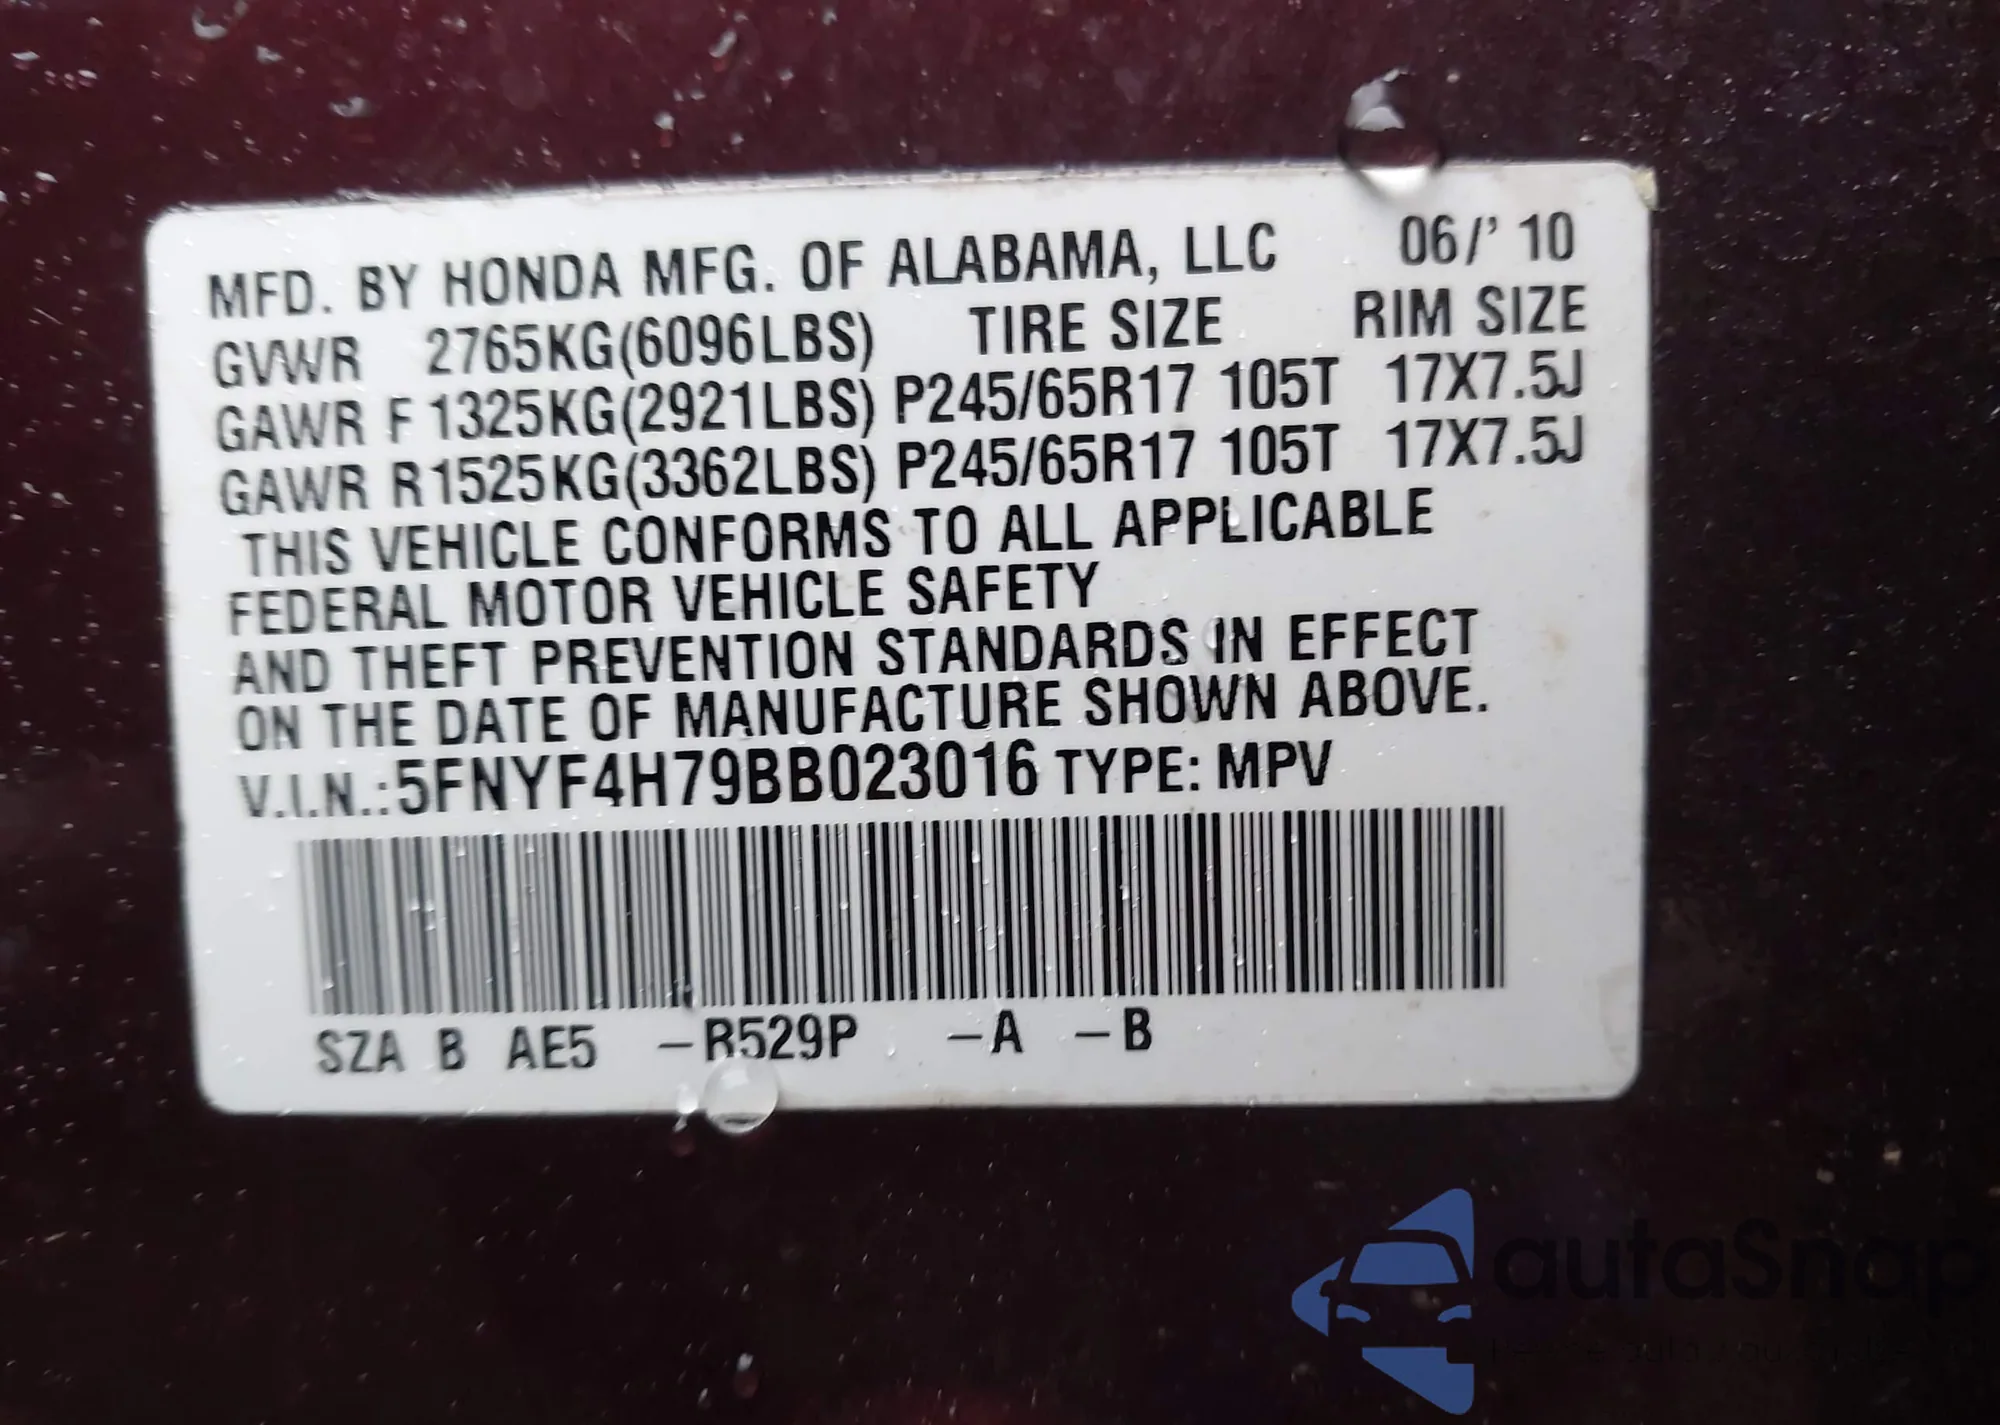 MFD. BY HONDA MFG. OF ALABAMA, LLC 06/' 10
GVWR 2765KG(6096LBS) TIRE SIZE RIM SIZE
GAWR F 1325KG(2921LBS) P245/65R17 105T 17X7.5J
GAWR R 1525KG(3362LBS) P245/65R17 105T 17X7.5J
THIS VEHICLE CONFORMS TO ALL APPLICABLE
FEDERAL MOTOR VEHICLE SAFETY
AND THEFT PREVENTION STANDARDS IN EFFECT
ON THE DATE OF MANUFACTURE SHOWN ABOVE.
V.I.N.:5FNYF4H79BB023016 TYPE: MPV
SZA B AE5 –R529P –A –B
autaSnap